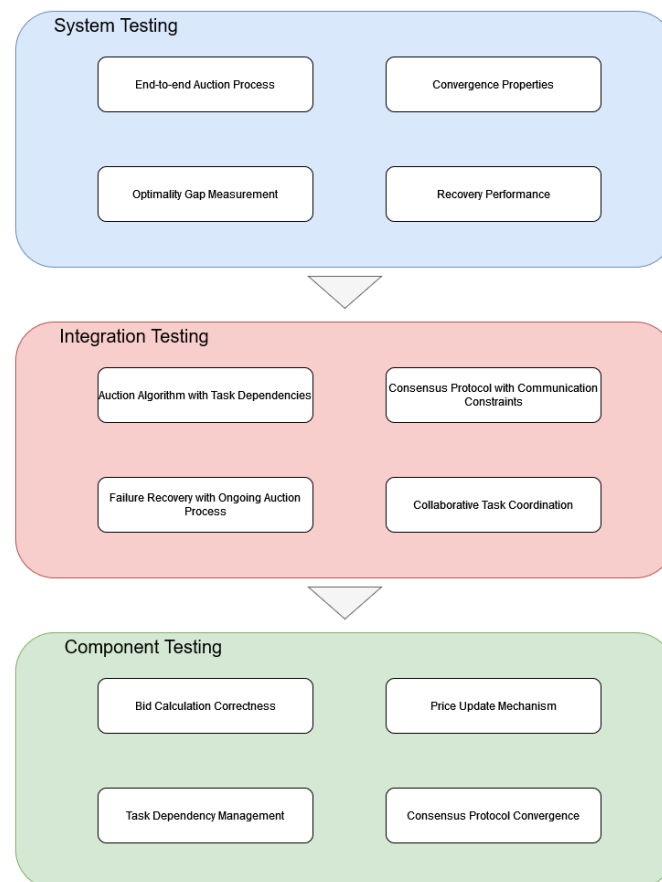 System Testing
End-to-end Auction Process
Convergence Properties
Optimality Gap Measurement
Recovery Performance
Integration Testing
Auction Algorithm with Task Dependencies
Consensus Protocol with Communication
Constraints
Failure Recovery with Ongoing Auction
Process
Collaborative Task Coordination
Component Testing
Bid Calculation Correctness
Price Update Mechanism
Task Dependency Management
Consensus Protocol Convergence